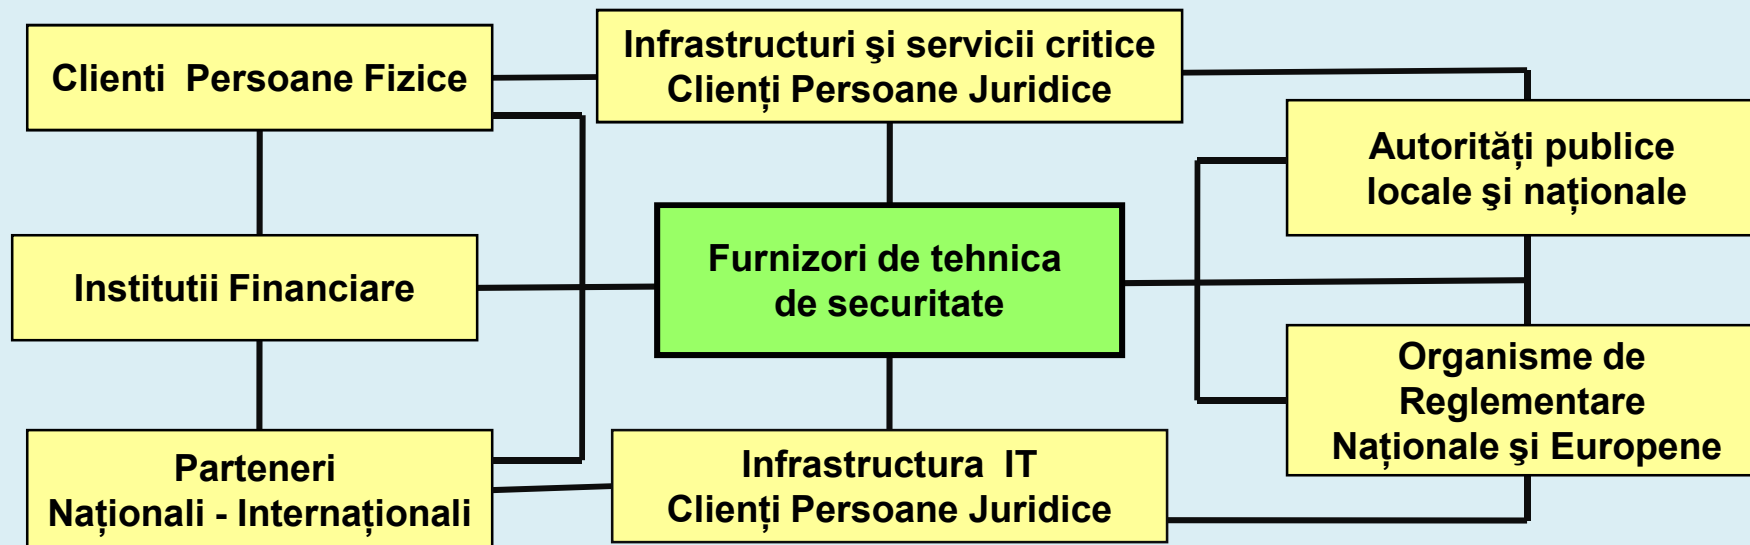 Clienti  Persoane Fizice
Infrastructuri şi servicii critice
Clienți Persoane Juridice
Autorități publice
locale şi naționale
Institutii Financiare
Furnizori de tehnica
de securitate
Organisme de
Reglementare
Naționale şi Europene
Parteneri
Naționali - Internaționali
Infrastructura  IT
Clienți Persoane Juridice